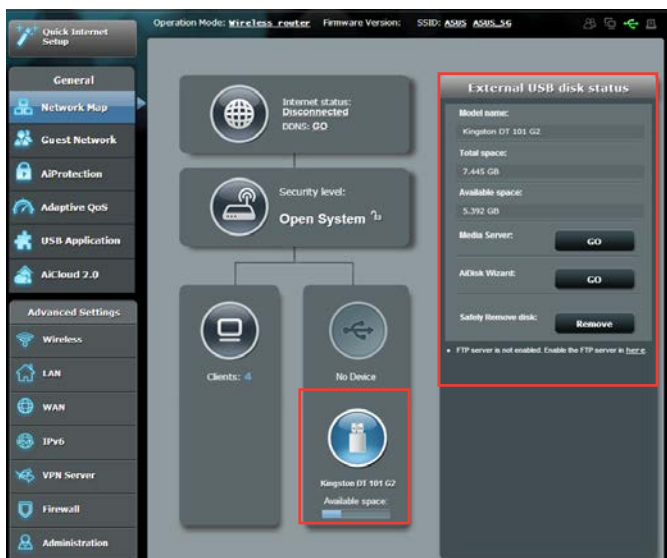 Quick Internet
Setup
Operation Mode: Wireless router Firmware Version: SSID: ASUS ASUS_5G
General
Network Map
Guest Network
AiProtection
Adaptive QoS
USB Application
AiCloud 2.0
Advanced Settings
Wireless
LAN
WAN
IPv6
VPN Server
Firewall
Administration
Internet status:
Disconnected
DDNS: GO
Security level:
Open System
Clients: 4
No Device
Kingston DT 101 G2
Available space:
External USB disk status
Model name:
Kingston DT 101 G2
Total space:
7.445 GB
Available space:
5.392 GB
Media Server: GO
AiDisk Wizard: GO
Safely Remove disk: Remove
• FTP server is not enabled. Enable the FTP server in here.